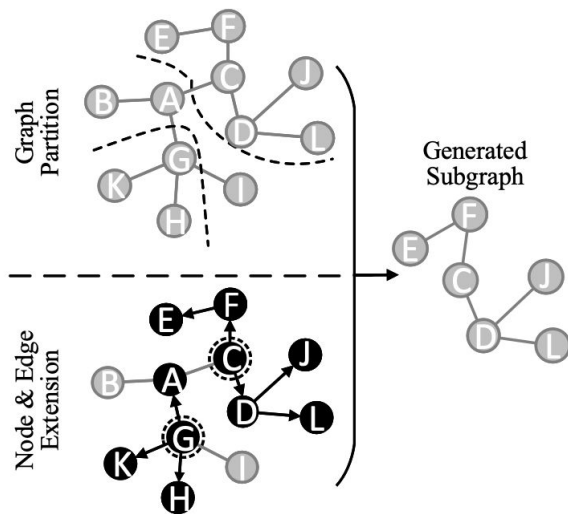 Graph
Partition
E
F
J
C
B
A
D
L
G
K
I
H
Node & Edge
Extension
E
F
C
J
B
A
D
L
G
K
I
H
Generated
Subgraph
F
E
C
J
D
L